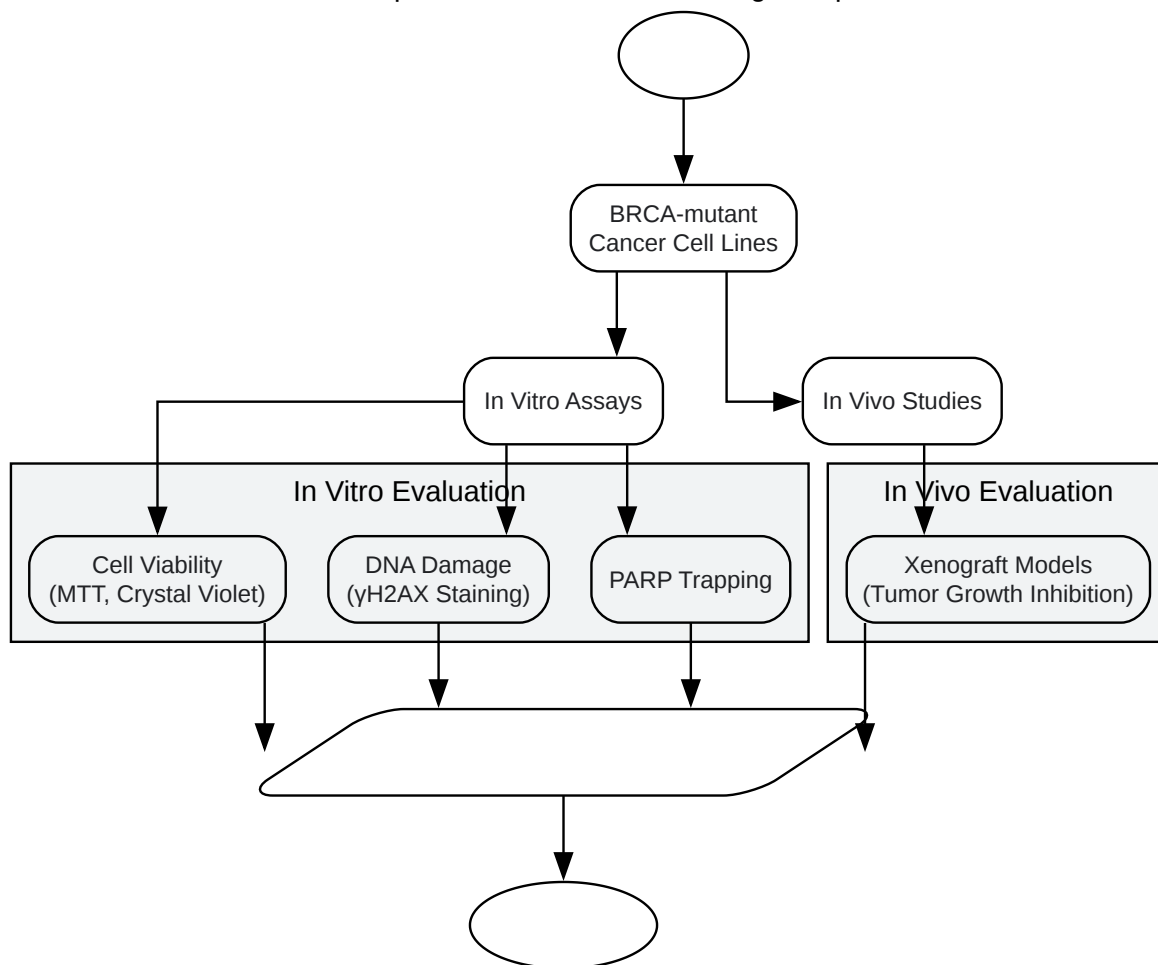 BRCA-mutant
Cancer Cell Lines
In Vitro Assays
In Vivo Studies
In Vitro Evaluation
In Vivo Evaluation
Cell Viability
(MTT, Crystal Violet)
DNA Damage
(γH2AX Staining)
PARP Trapping
Xenograft Models
(Tumor Growth Inhibition)